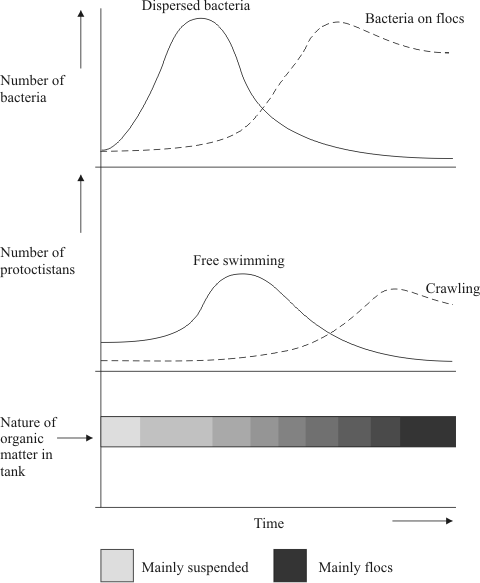 Dispersed bacteria
Bacteria on flocs
Number of
bacteria
Number of
protoctistans
Free swimming
Crawling
Nature of
organic
matter in
tank
Time
Mainly suspended
Mainly flocs